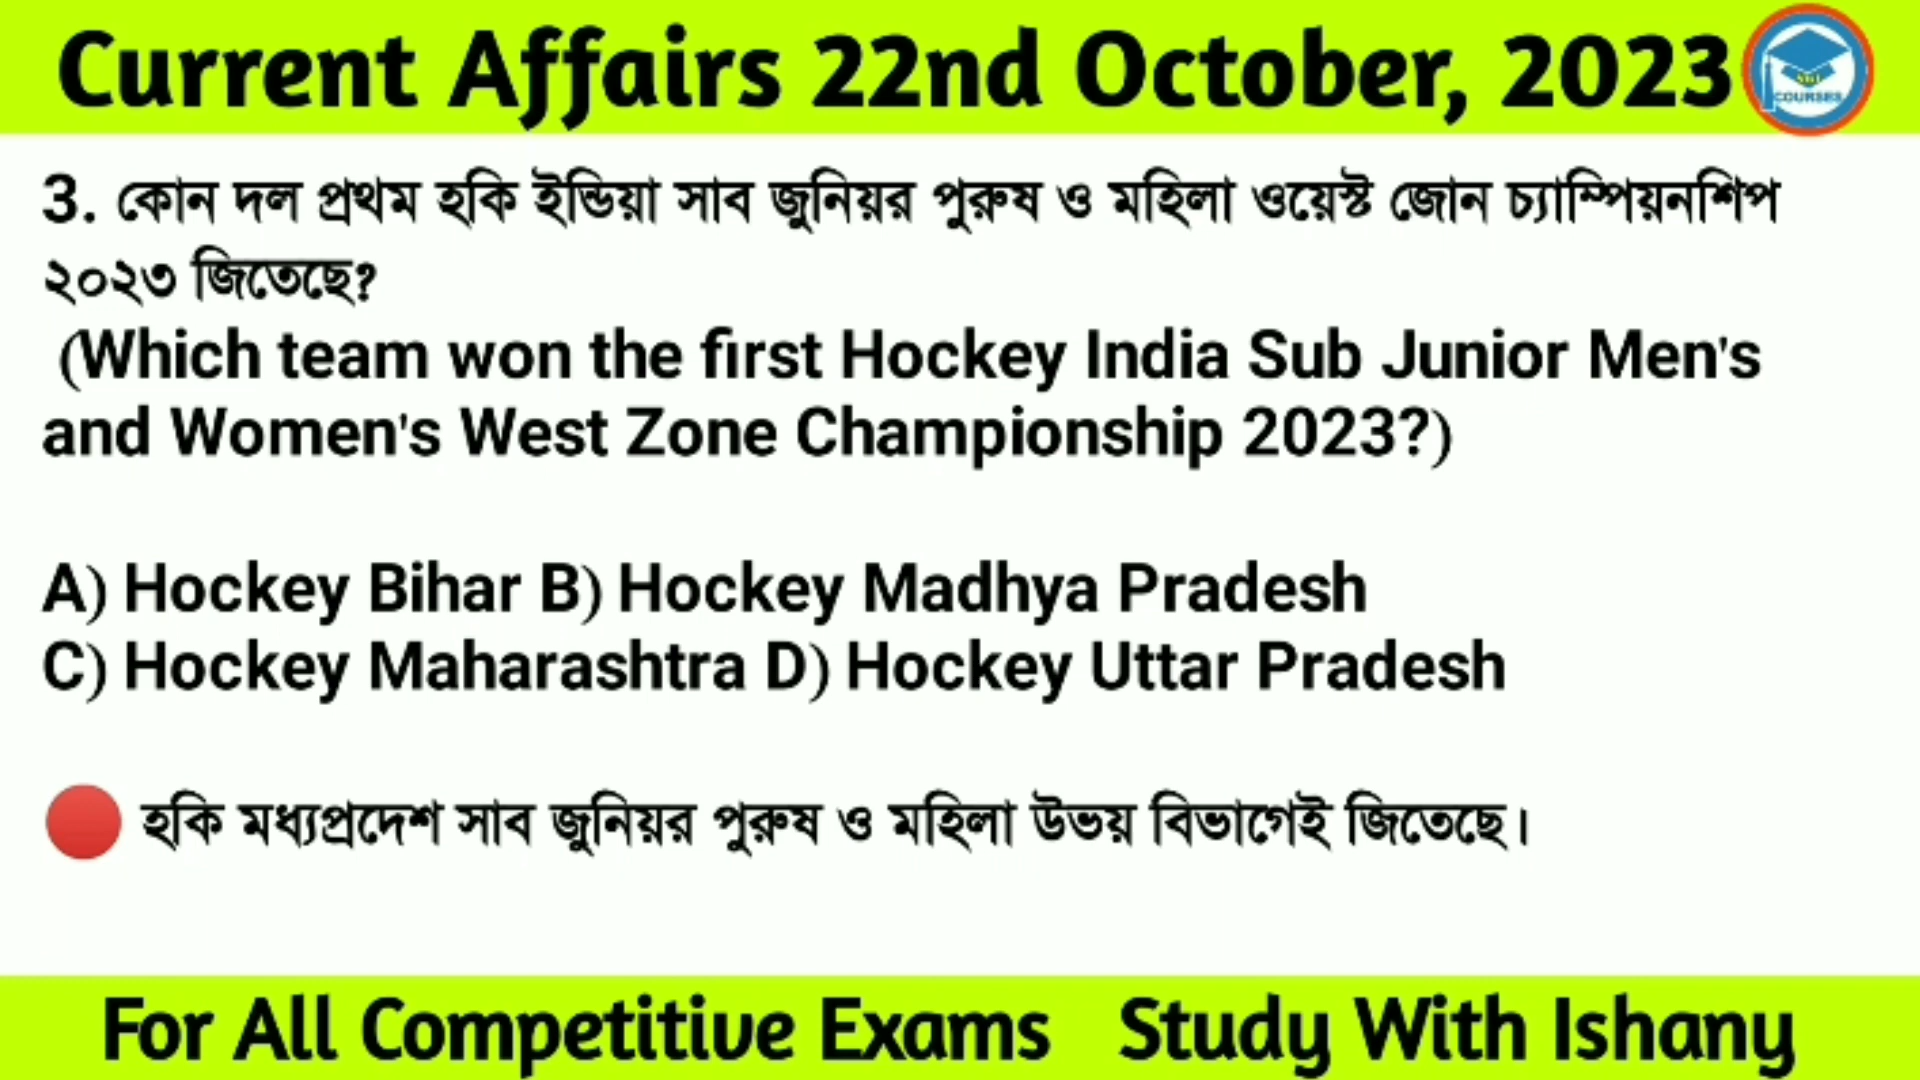 Current Affairs 22nd October, 2023
COURSES
3. কোন দল প্রথম হকি ইন্ডিয়া সাব জুনিয়র পুরুষ ও মহিলা ওয়েস্ট জোন চ্যাম্পিয়নশিপ
২০২৩ জিতেছে?
(Which team won the first Hockey India Sub Junior Men's
and Women's West Zone Championship 2023?)
A) Hockey Bihar B) Hockey Madhya Pradesh
C) Hockey Maharashtra D) Hockey Uttar Pradesh
হকি মধ্যপ্রদেশ সাব জুনিয়র পুরুষ ও মহিলা উভয় বিভাগেই জিতেছে।
For All Competitive Exams Study With Ishany